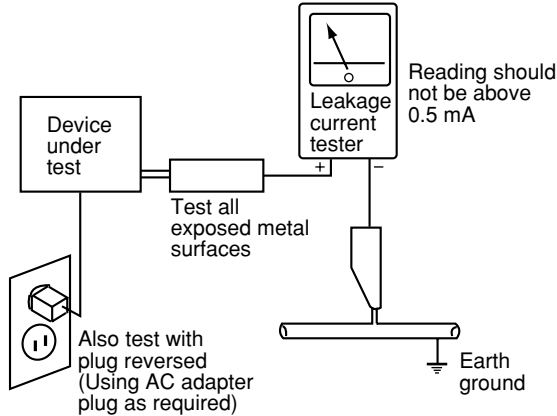 Device
under
test
Leakage
current
tester
+
−
Reading should
not be above
0.5 mA
Test all
exposed metal
surfaces
Also test with
plug reversed
(Using AC adapter
plug as required)
Earth
ground